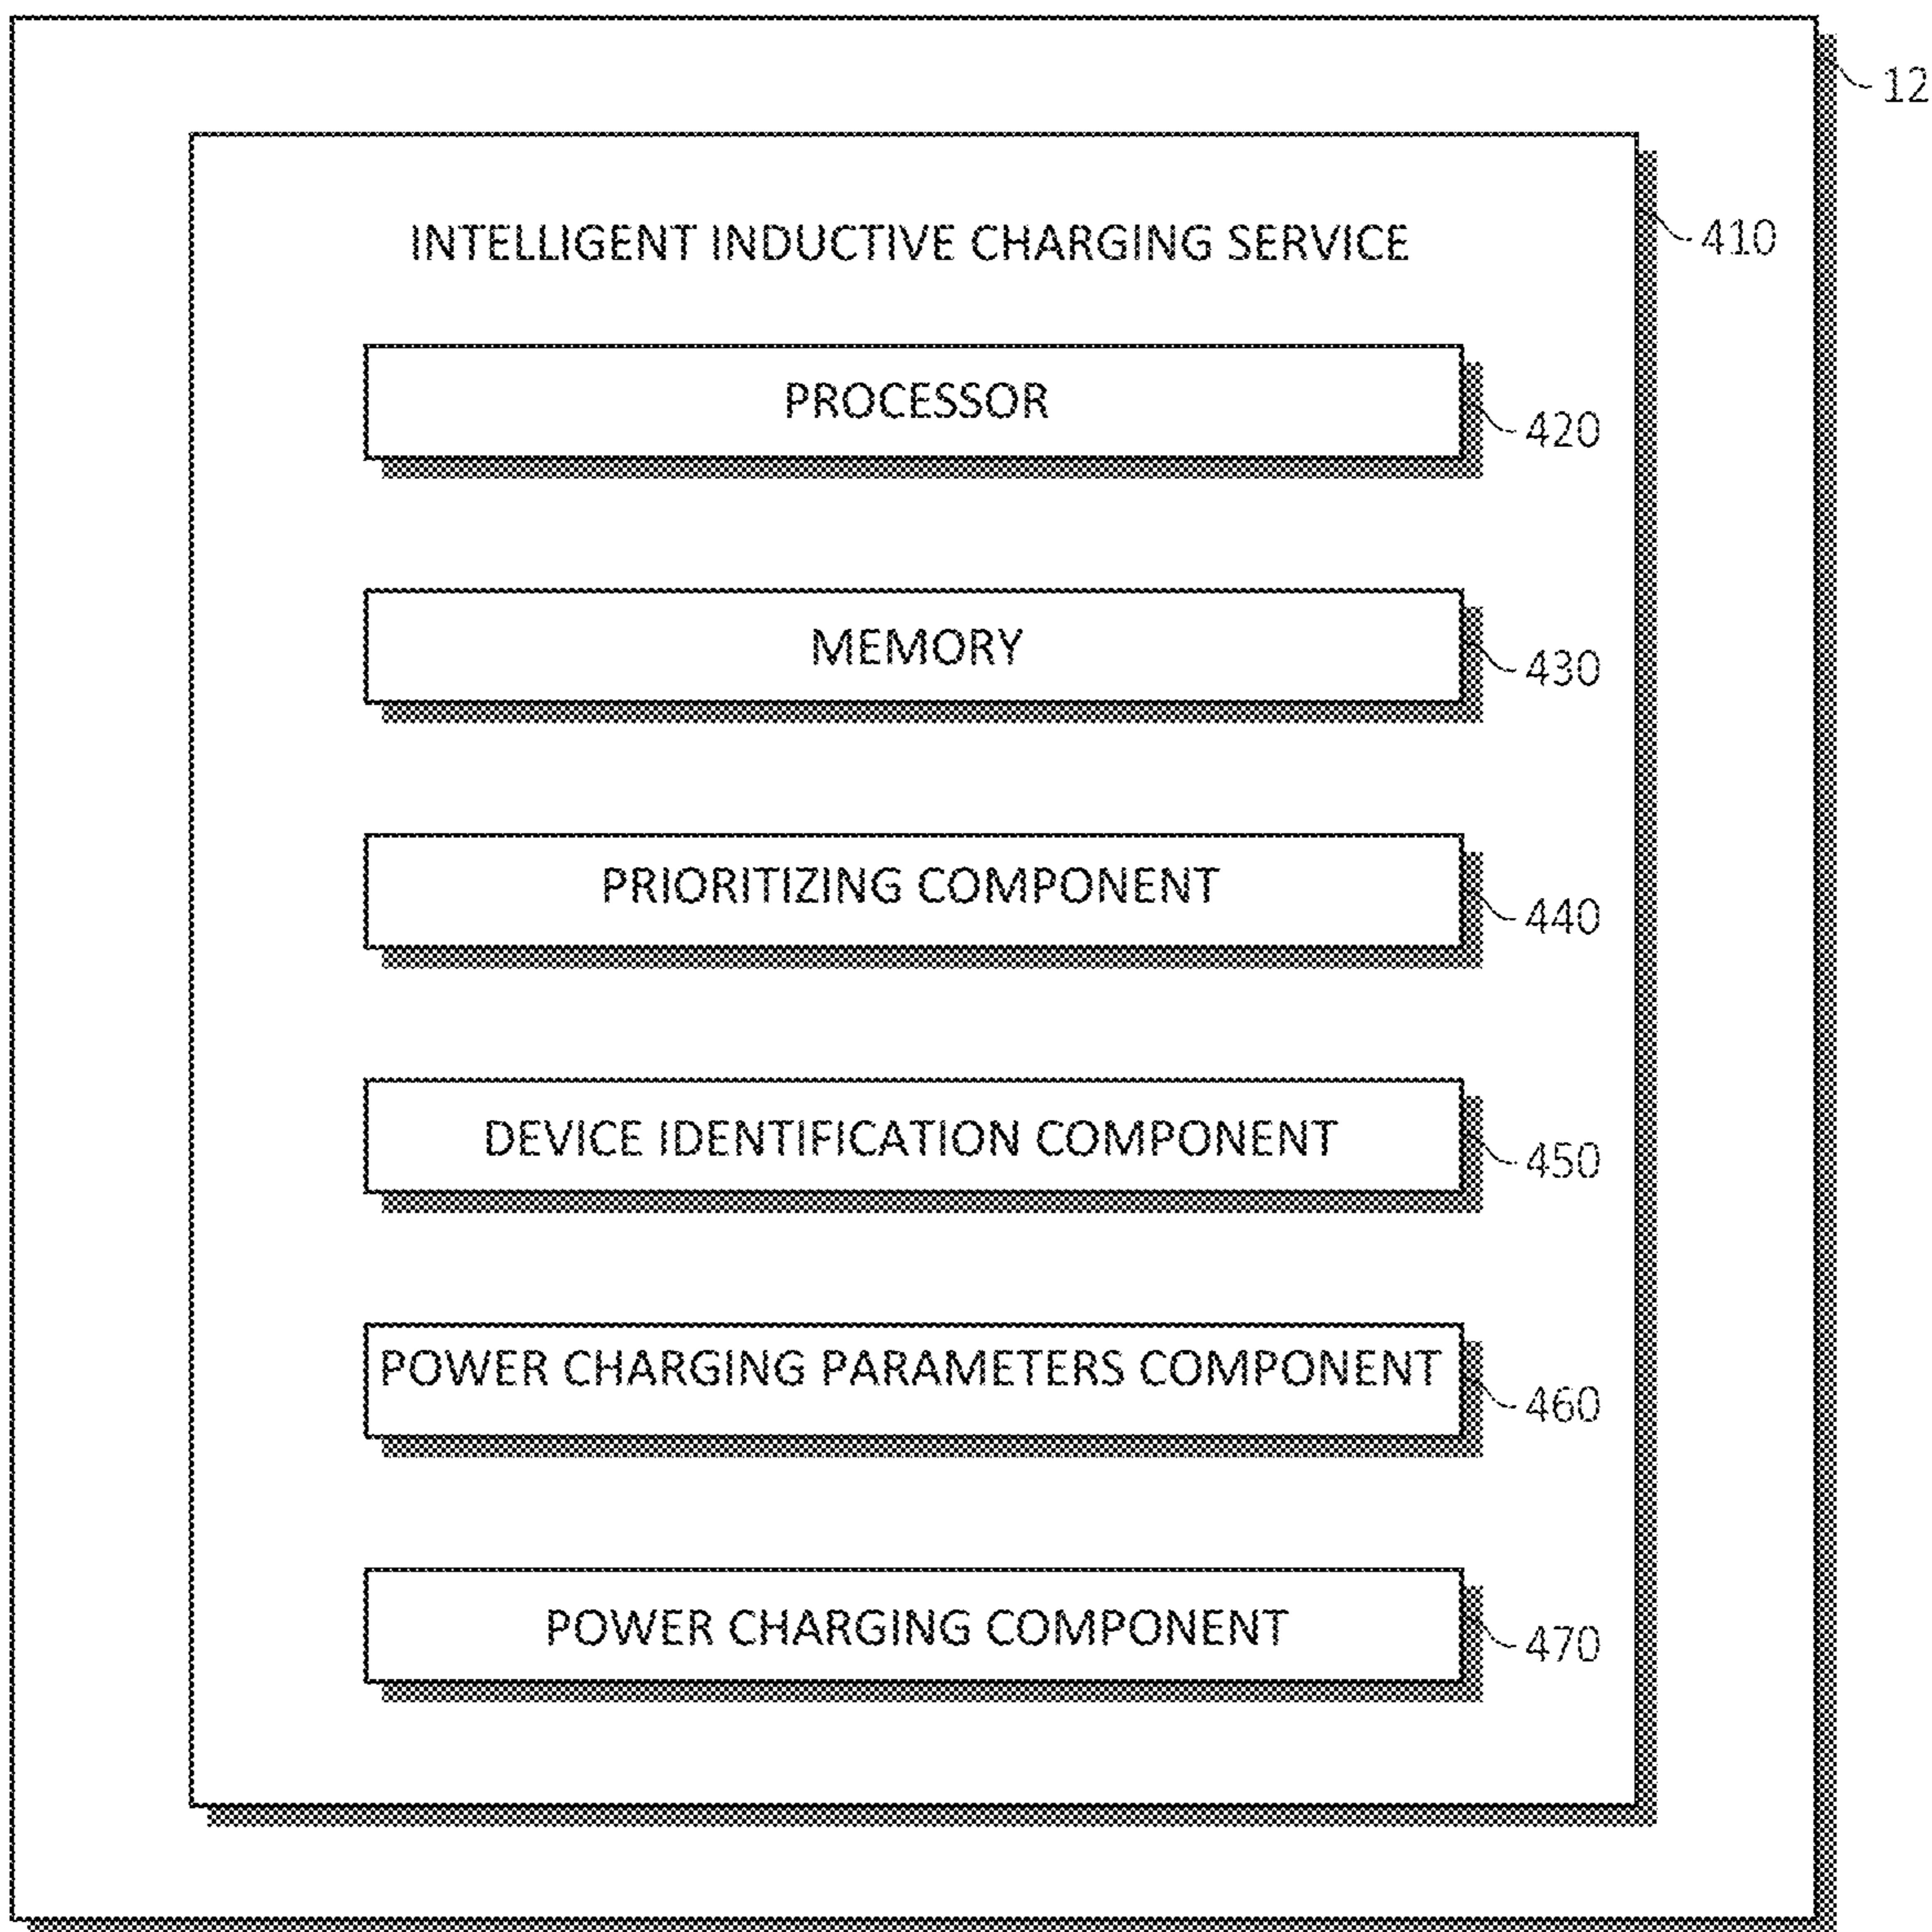 12
INTELLIGENT INDUCTIVE CHARGING SERVICE
410
PROCESSOR
420
MEMORY
430
PRIORITIZING COMPONENT
440
DEVICE IDENTIFICATION COMPONENT
450
POWER CHARGING PARAMETERS COMPONENT
460
POWER CHARGING COMPONENT
470